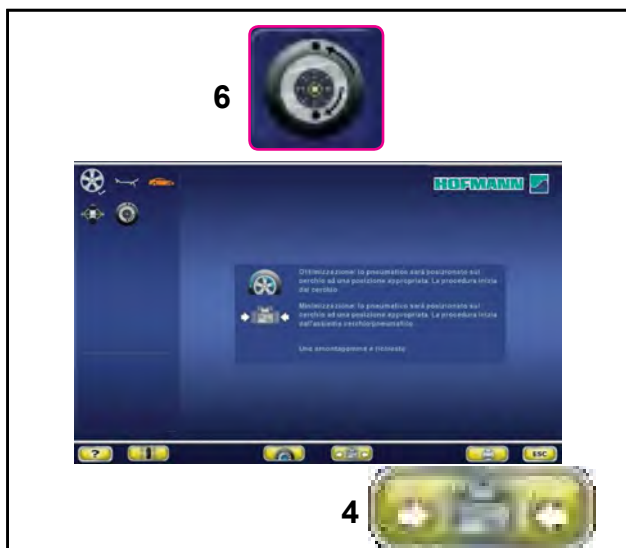 6
HOFMANN
Ottimizzazione: lo pneumatico sarà posizionato sul
cerchio ad una posizione appropriata. La procedura inizia
dal cerchio.
Minimizzazione: lo pneumatico sarà posizionato sul
cerchio ad una posizione appropriata. La procedura inizia
dall'assieme cerchio/pneumatico.
Uno smontaggio è richiesto
?
ESC
4